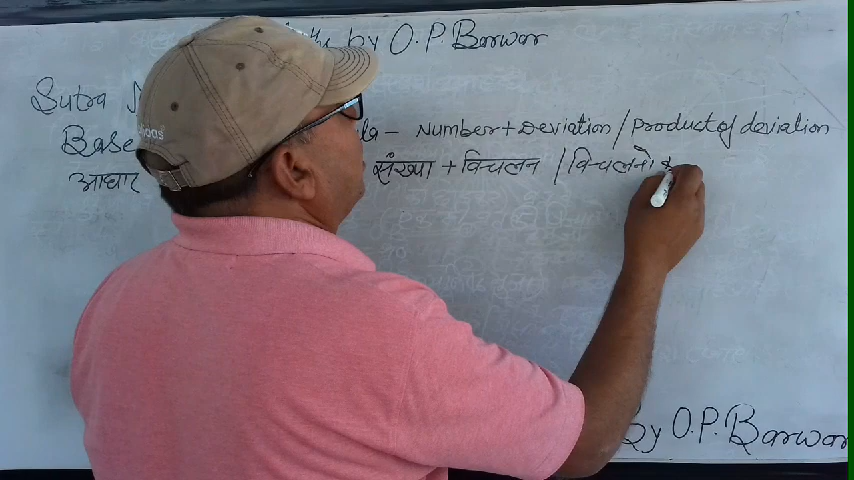 by O.P. Barwar
Sutra
Base - Number + Deviation / Product of deviation
आधार संख्या + विचलन / विचलनो
by O.P. Barwar